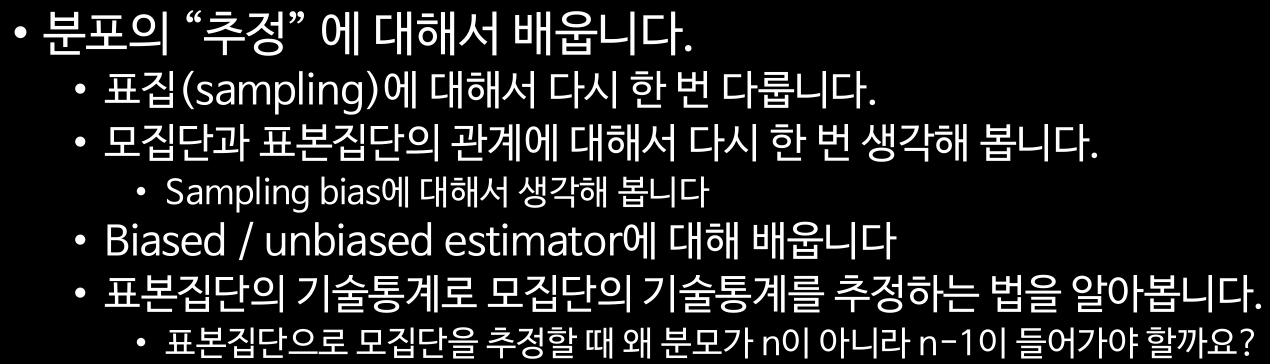 • 분포의 “추정” 에 대해서 배웁니다.
• 표집(sampling)에 대해서 다시 한 번 다룹니다.
• 모집단과 표본집단의 관계에 대해서 다시 한 번 생각해 봅니다.
• Sampling bias에 대해서 생각해 봅니다
• Biased / unbiased estimator에 대해 배웁니다
• 표본집단의 기술통계로 모집단의 기술통계를 추정하는 법을 알아봅니다.
• 표본집단으로 모집단을 추정할 때 왜 분모가 n이 아니라 n-1이 들어가야 할까요?